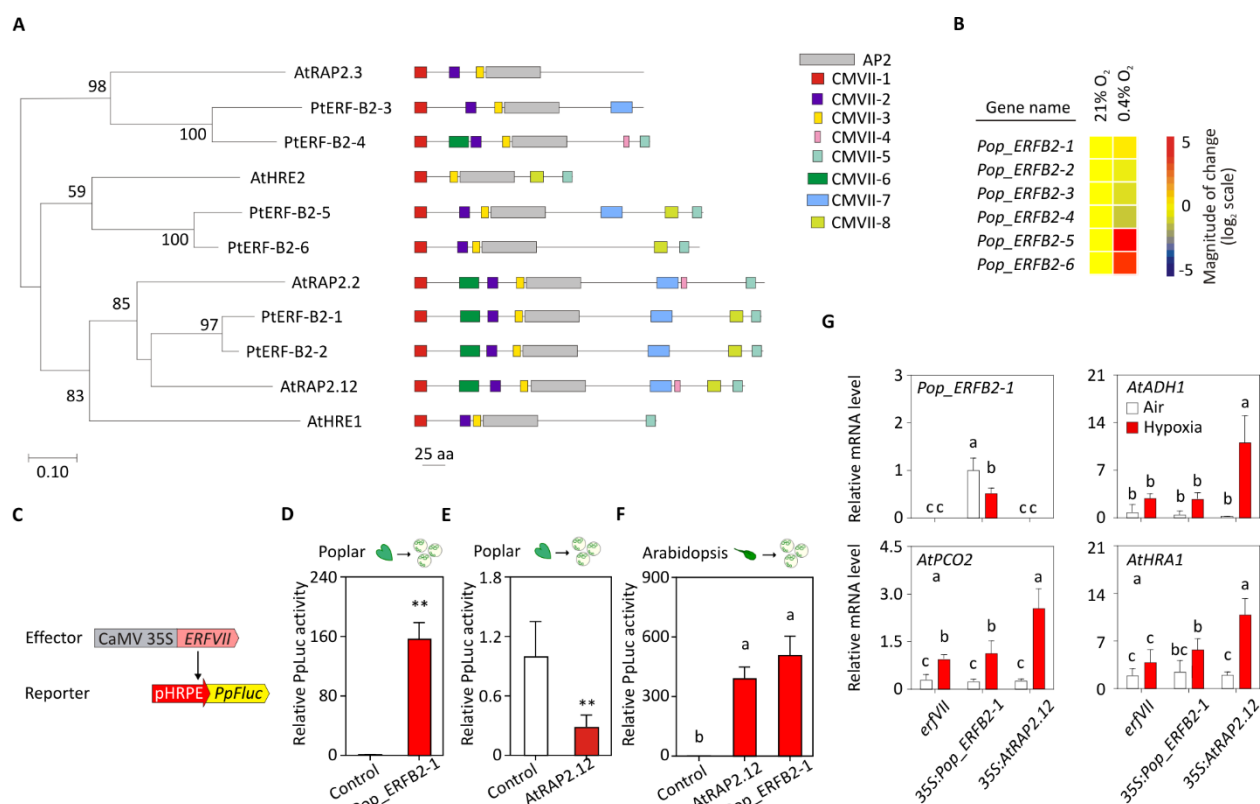 A
98
100
59
100
85
97
83
AtRAP2.3
PtERF-B2-3
PtERF-B2-4
AtHRE2
PtERF-B2-5
PtERF-B2-6
AtRAP2.2
PtERF-B2-1
PtERF-B2-2
AtRAP2.12
AtHRE1
0.10
25 aa
AP2
CMVII-1
CMVII-2
CMVII-3
CMVII-4
CMVII-5
CMVII-6
CMVII-7
CMVII-8
B
Gene name
21% O₂
0.4% O₂
Pop_ERFB2-1
Pop_ERFB2-2
Pop_ERFB2-3
Pop_ERFB2-4
Pop_ERFB2-5
Pop_ERFB2-6
5
0
-5
Magnitude of change
(log₂ scale)
C
Effector
CaMV 35S
ERFVII
Reporter
pHRPE
PpFluc
D
Poplar
Relative PpLuc activity
240
160
80
0
**
Control
Pop_ERFB2-1
E
Poplar
Relative PpLuc activity
1.8
1.2
0.6
0
**
Control
AtRAP2.12
F
Arabidopsis
Relative PpLuc activity
900
600
300
0
b
a
a
Control
AtRAP2.12
Pop_ERFB2-1
G
Relative mRNA level
3
2
1
0
Pop_ERFB2-1
c c
a
b
c c
21
14
7
0
AtADH1
Air
Hypoxia
b
b
b
b
b
a
Relative mRNA level
4.5
3.0
1.5
0
AtPCO2
a
c
b
c
b
c
a
21
14
7
0
AtHRA1
a
c
c
bc
b
c
a
erfVII
35S:Pop_ERFB2-1
35S:AtRAP2.12
erfVII
35S:Pop_ERFB2-1
35S:AtRAP2.12